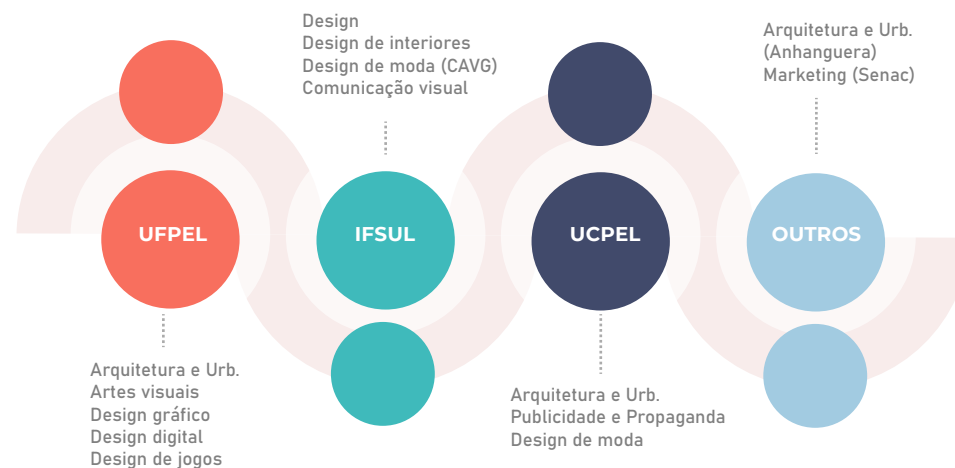 Design
Design de interiores
Design de moda (CAVG)
Comunicação visual
Arquitetura e Urb.
(Anhanguera)
Marketing (Senac)
UFPEL
IFSUL
UCPEL
OUTROS
Arquitetura e Urb.
Artes visuais
Design gráfico
Design digital
Design de jogos
Arquitetura e Urb.
Publicidade e Propaganda
Design de moda